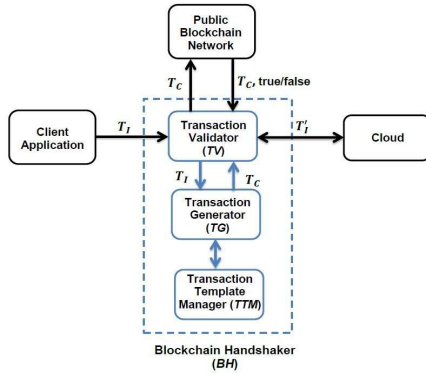 Public
Blockchain
Network
T_C
T_C, true/false
Client
Application
T_I
Transaction
Validator
(TV)
T'_I
Cloud
T_I
T_C
Transaction
Generator
(TG)
Transaction
Template
Manager (TTM)
Blockchain Handshaker
(BH)